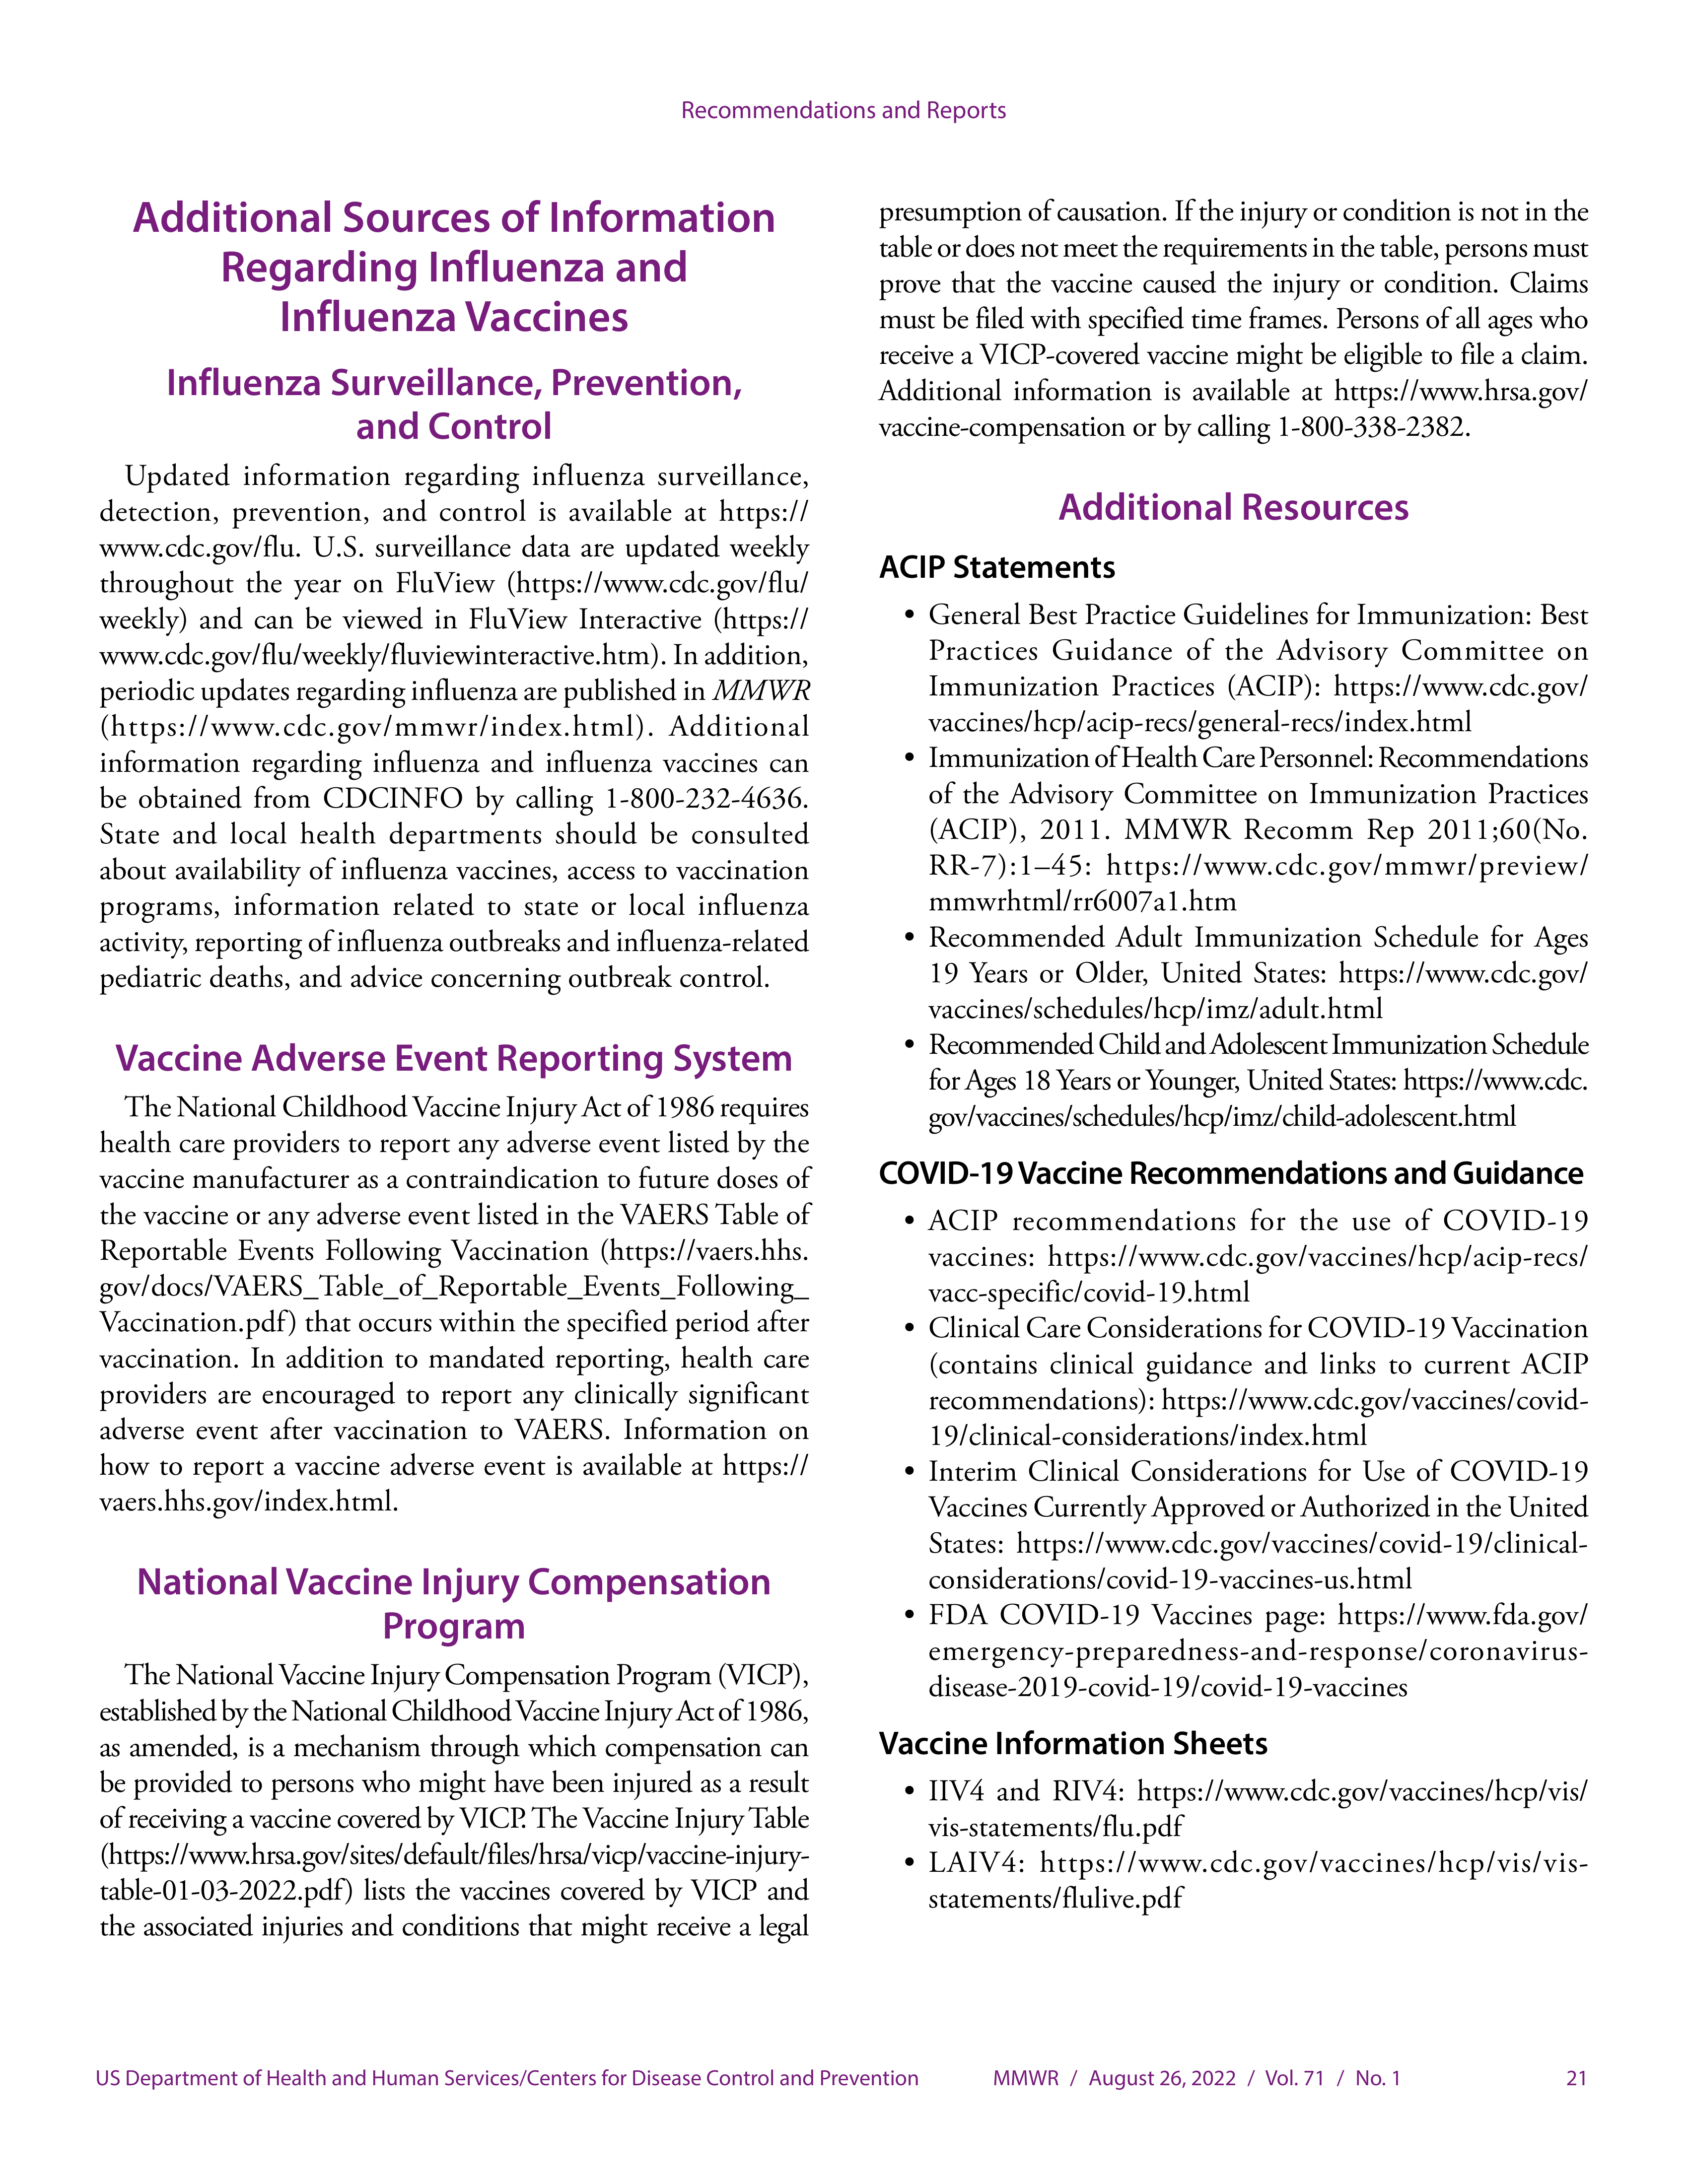 Recommendations and Reports
Additional Sources of Information
Regarding Influenza and
Influenza Vaccines
Influenza Surveillance, Prevention,
and Control
Updated information regarding influenza surveillance,
detection, prevention, and control is available at https://
www.cdc.gov/flu. U.S. surveillance data are updated weekly
throughout the year on FluView (https://www.cdc.gov/flu/
weekly) and can be viewed in FluView Interactive (https://
www.cdc.gov/flu/weekly/fluviewinteractive.htm). In addition,
periodic updates regarding influenza are published in MMWR
(https://www.cdc.gov/mmwr/index.html). Additional
information regarding influenza and influenza vaccines can
be obtained from CDCINFO by calling 1-800-232-4636.
State and local health departments should be consulted
about availability of influenza vaccines, access to vaccination
programs, information related to state or local influenza
activity, reporting of influenza outbreaks and influenza-related
pediatric deaths, and advice concerning outbreak control.
Vaccine Adverse Event Reporting System
The National Childhood Vaccine Injury Act of 1986 requires
health care providers to report any adverse event listed by the
vaccine manufacturer as a contraindication to future doses of
the vaccine or any adverse event listed in the VAERS Table of
Reportable Events Following Vaccination (https://vaers.hhs.
gov/docs/VAERS_Table_of_Reportable_Events_Following_
Vaccination.pdf) that occurs within the specified period after
vaccination. In addition to mandated reporting, health care
providers are encouraged to report any clinically significant
adverse event after vaccination to VAERS. Information on
how to report a vaccine adverse event is available at https://
vaers.hhs.gov/index.html.
National Vaccine Injury Compensation
Program
The National Vaccine Injury Compensation Program (VICP),
established by the National Childhood Vaccine Injury Act of 1986,
as amended, is a mechanism through which compensation can
be provided to persons who might have been injured as a result
of receiving a vaccine covered by VICP. The Vaccine Injury Table
(https://www.hrsa.gov/sites/default/files/hrsa/vicp/vaccine-injury-
table-01-03-2022.pdf) lists the vaccines covered by VICP and
the associated injuries and conditions that might receive a legal
presumption of causation. If the injury or condition is not in the
table or does not meet the requirements in the table, persons must
prove that the vaccine caused the injury or condition. Claims
must be filed with specified time frames. Persons of all ages who
receive a VICP-covered vaccine might be eligible to file a claim.
Additional information is available at https://www.hrsa.gov/
vaccine-compensation or by calling 1-800-338-2382.
Additional Resources
ACIP Statements
• General Best Practice Guidelines for Immunization: Best
Practices Guidance of the Advisory Committee on
Immunization Practices (ACIP): https://www.cdc.gov/
vaccines/hcp/acip-recs/general-recs/index.html
• Immunization of Health Care Personnel: Recommendations
of the Advisory Committee on Immunization Practices
(ACIP), 2011. MMWR Recomm Rep 2011;60(No.
RR-7):1–45: https://www.cdc.gov/mmwr/preview/
mmwrhtml/rr6007a1.htm
• Recommended Adult Immunization Schedule for Ages
19 Years or Older, United States: https://www.cdc.gov/
vaccines/schedules/hcp/imz/adult.html
• Recommended Child and Adolescent Immunization Schedule
for Ages 18 Years or Younger, United States: https://www.cdc.
gov/vaccines/schedules/hcp/imz/child-adolescent.html
COVID-19 Vaccine Recommendations and Guidance
• ACIP recommendations for the use of COVID-19
vaccines: https://www.cdc.gov/vaccines/hcp/acip-recs/
vacc-specific/covid-19.html
• Clinical Care Considerations for COVID-19 Vaccination
(contains clinical guidance and links to current ACIP
recommendations): https://www.cdc.gov/vaccines/covid-
19/clinical-considerations/index.html
• Interim Clinical Considerations for Use of COVID-19
Vaccines Currently Approved or Authorized in the United
States: https://www.cdc.gov/vaccines/covid-19/clinical-
considerations/covid-19-vaccines-us.html
• FDA COVID-19 Vaccines page: https://www.fda.gov/
emergency-preparedness-and-response/coronavirus-
disease-2019-covid-19/covid-19-vaccines
Vaccine Information Sheets
• IIV4 and RIV4: https://www.cdc.gov/vaccines/hcp/vis/
vis-statements/flu.pdf
• LAIV4: https://www.cdc.gov/vaccines/hcp/vis/vis-
statements/flulive.pdf
US Department of Health and Human Services/Centers for Disease Control and Prevention MMWR / August 26, 2022 / Vol. 71 / No. 1 21